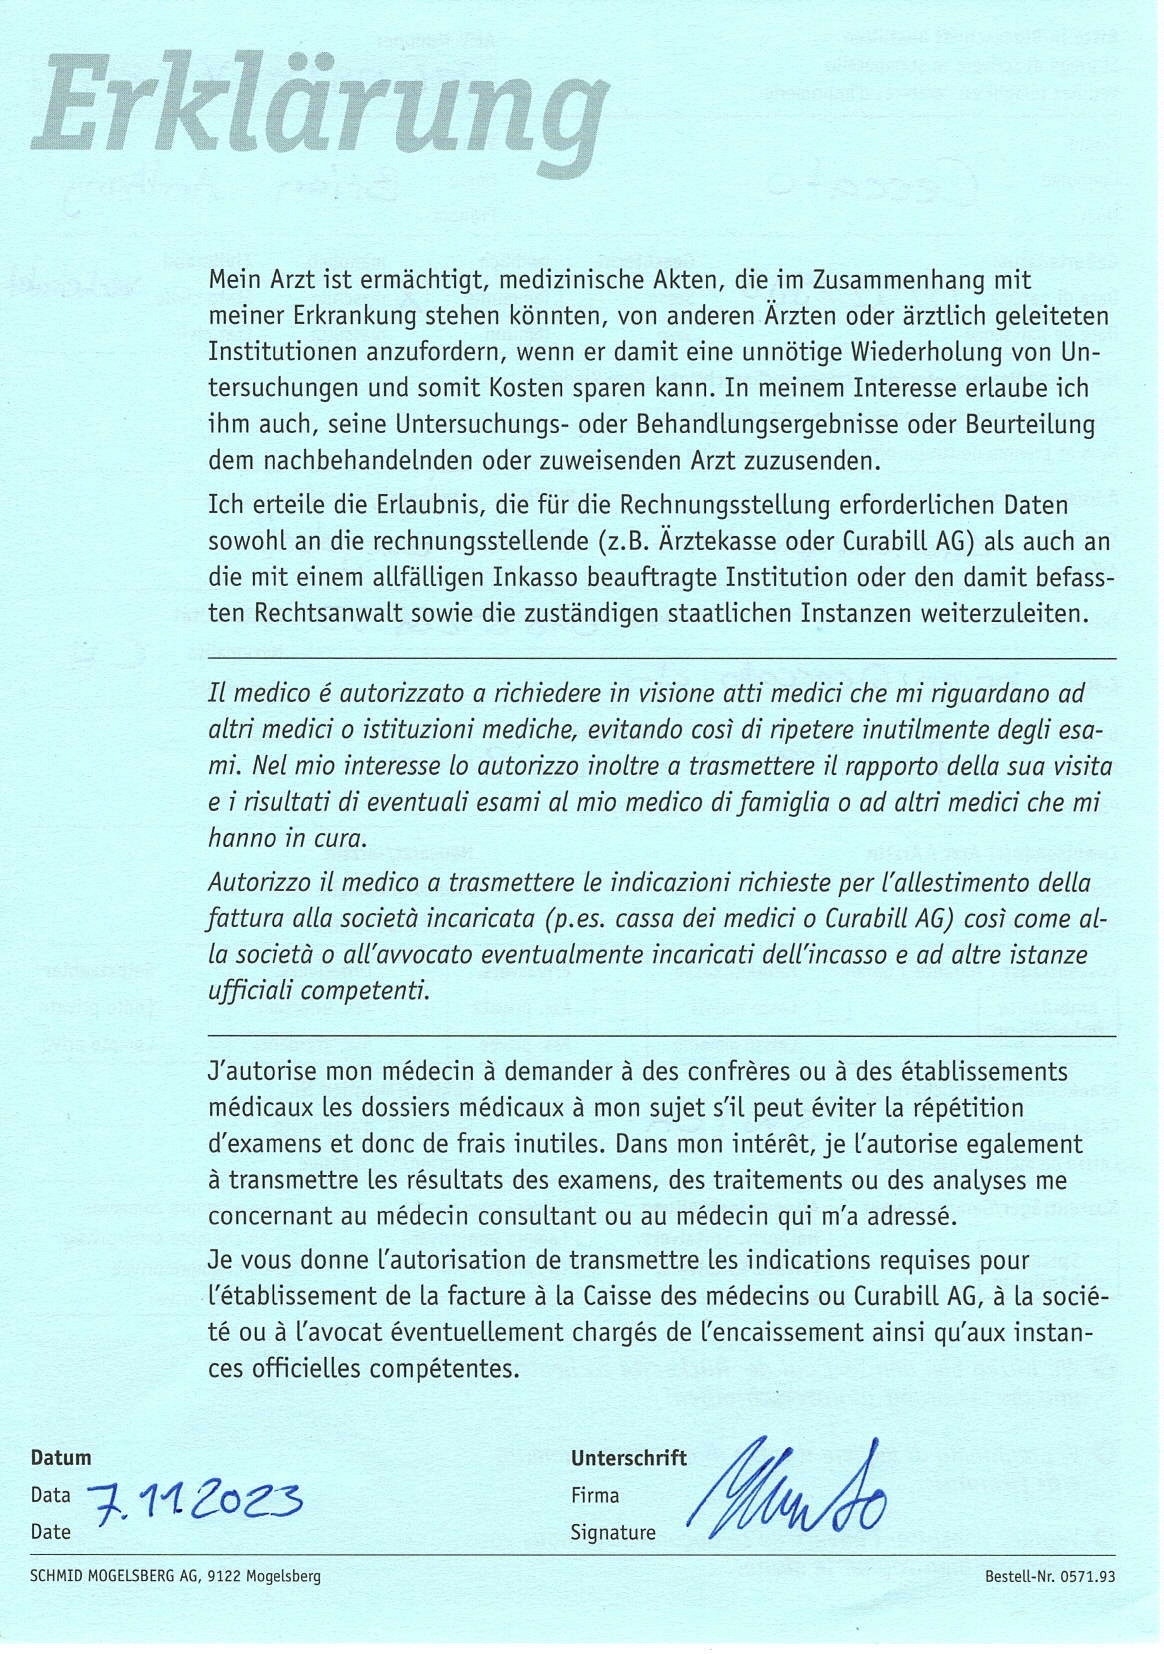 Erklärung
Mein Arzt ist ermächtigt, medizinische Akten, die im Zusammenhang mit
meiner Erkrankung stehen könnten, von anderen Ärzten oder ärztlich geleiteten
Institutionen anzufordern, wenn er damit eine unnötige Wiederholung von Un-
tersuchungen und somit Kosten sparen kann. In meinem Interesse erlaube ich
ihm auch, seine Untersuchungs- oder Behandlungsergebnisse oder Beurteilung
dem nachbehandelnden oder zuweisenden Arzt zuzusenden.
Ich erteile die Erlaubnis, die für die Rechnungsstellung erforderlichen Daten
sowohl an die rechnungsstellende (z.B. Ärztekasse oder Curabill AG) als auch an
die mit einem allfälligen Inkasso beauftragte Institution oder den damit befass-
ten Rechtsanwalt sowie die zuständigen staatlichen Instanzen weiterzuleiten.
Il medico é autorizzato a richiedere in visione atti medici che mi riguardano ad
altri medici o istituzioni mediche, evitando così di ripetere inutilmente degli esa-
mi. Nel mio interesse lo autorizzo inoltre a trasmettere il rapporto della sua visita
e i risultati di eventuali esami al mio medico di famiglia o ad altri medici che mi
hanno in cura.
Autorizzo il medico a trasmettere le indicazioni richieste per l'allestimento della
fattura alla società incaricata (p.es. cassa dei medici o Curabill AG) così come al-
la società o all'avvocato eventualmente incaricati dell'incasso e ad altre istanze
ufficiali competenti.
J'autorise mon médecin à demander à des confrères ou à des établissements
médicaux les dossiers médicaux à mon sujet s'il peut éviter la répétition
d'examens et donc de frais inutiles. Dans mon intérêt, je l'autorise egalement
à transmettre les résultats des examens, des traitements ou des analyses me
concernant au médecin consultant ou au médecin qui m'a adressé.
Je vous donne l'autorisation de transmettre les indications requises pour
l'établissement de la facture à la Caisse des médecins ou Curabill AG, à la socié-
té ou à l'avocat éventuellement chargés de l'encaissement ainsi qu'aux instan-
ces officielles compétentes.
Datum
Data 7.11.2023
Date
Unterschrift
Firma
Signature
SCHMID MOGELSBERG AG, 9122 Mogelsberg
Bestell-Nr. 0571.93